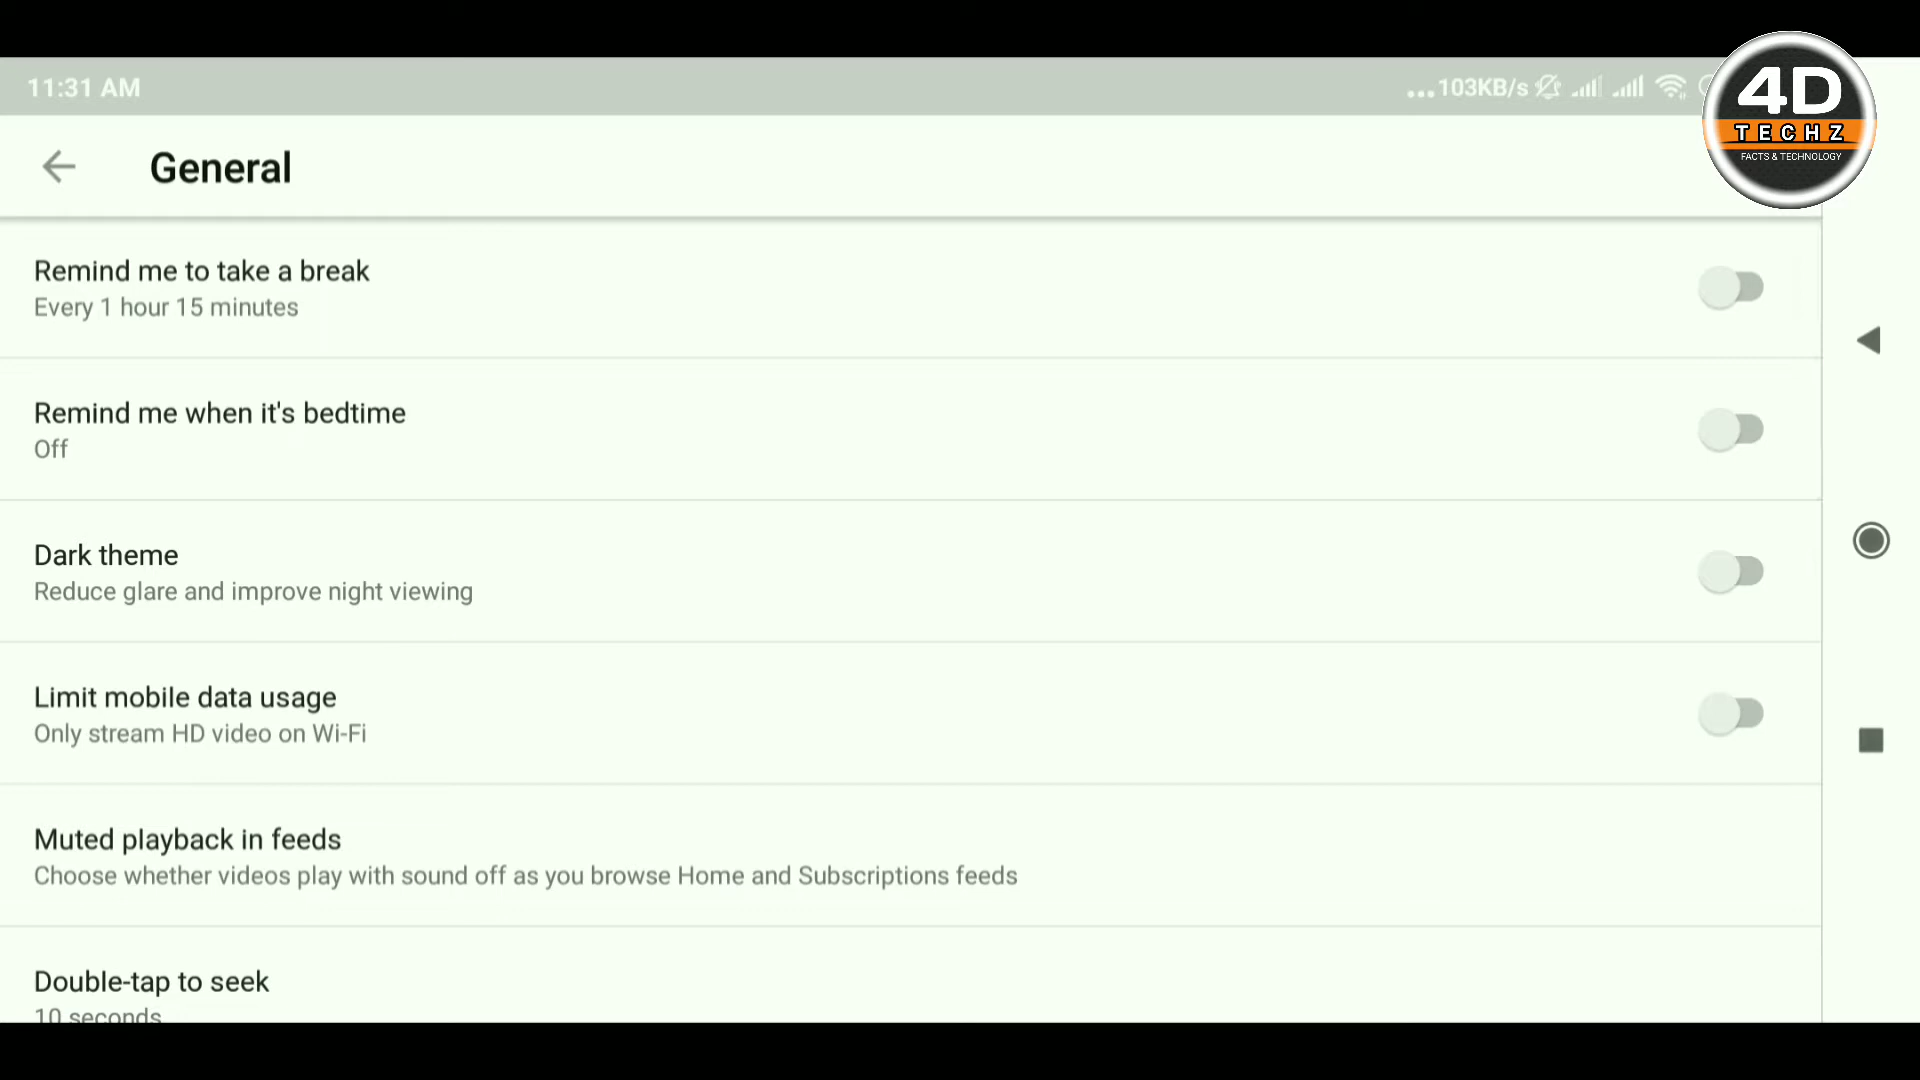 11:31 AM
...103KB/s
4D
TECHZ
FACTS & TECHNOLOGY
General
Remind me to take a break
Every 1 hour 15 minutes
Remind me when it's bedtime
Off
Dark theme
Reduce glare and improve night viewing
Limit mobile data usage
Only stream HD video on Wi-Fi
Muted playback in feeds
Choose whether videos play with sound off as you browse Home and Subscriptions feeds
Double-tap to seek
10 seconds